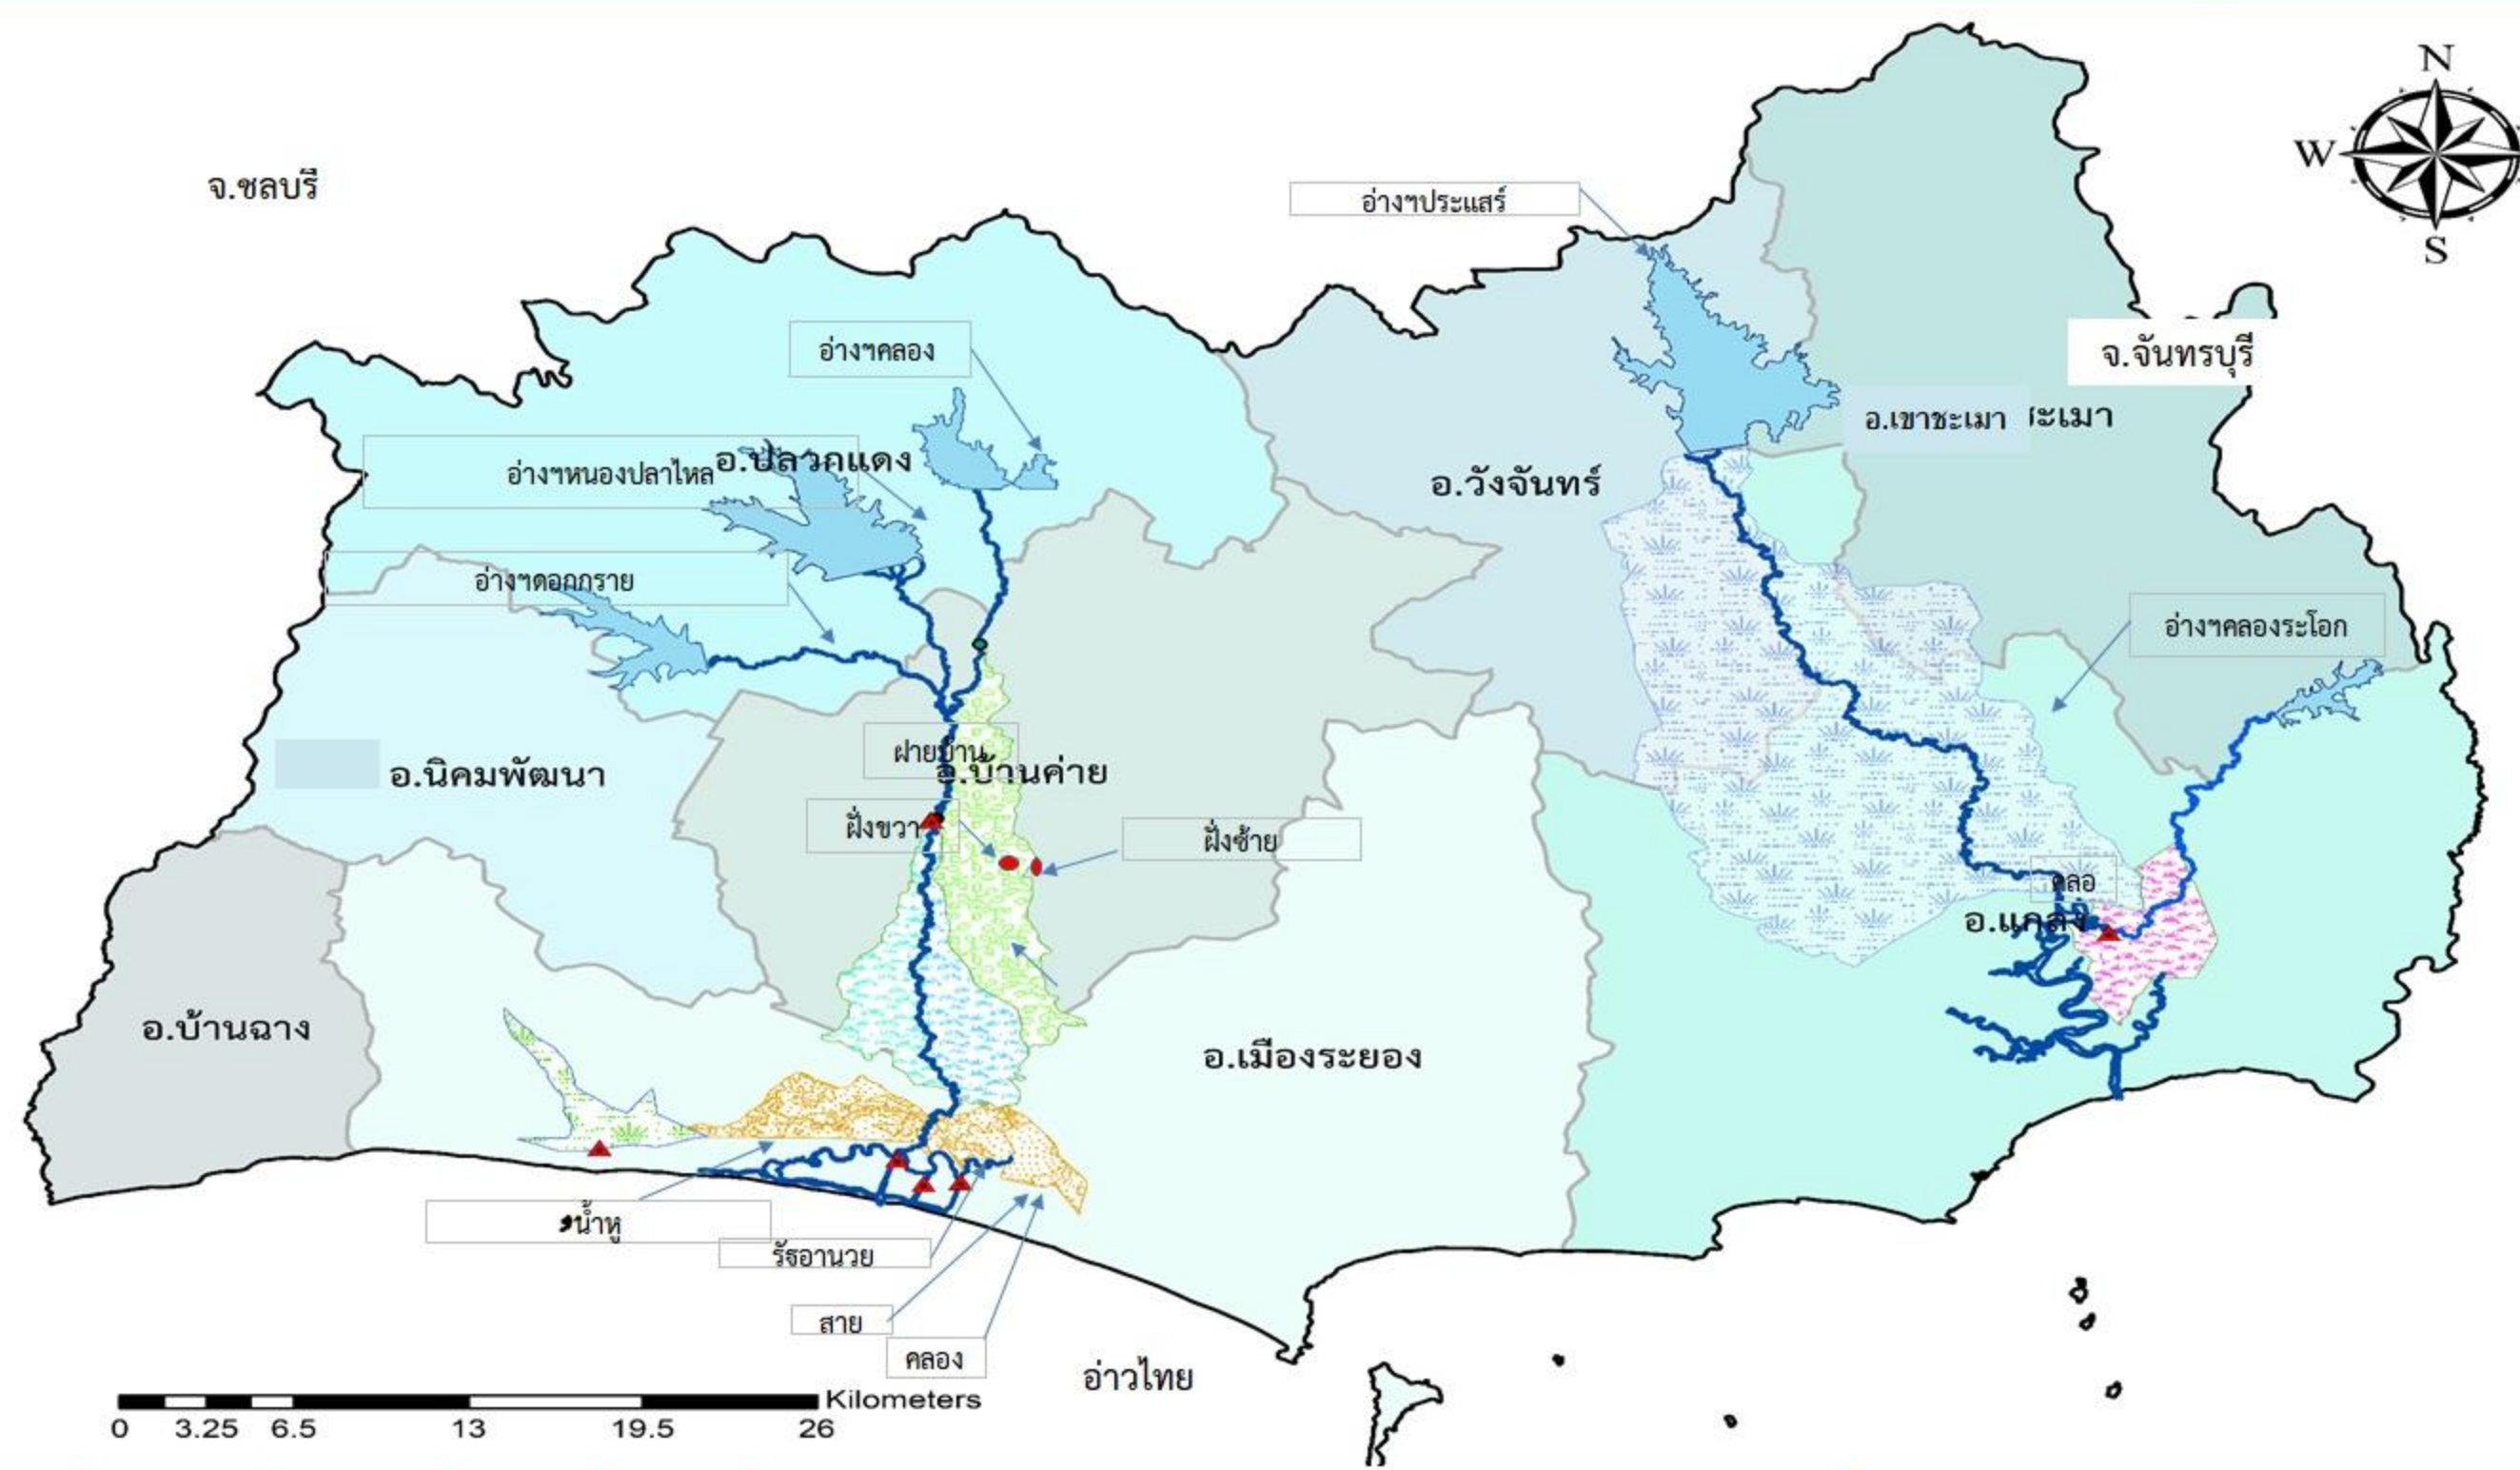 N
จ.ชลบุรี
W
อ่างฯประแสร์
S
อ่างฯคลอง
จ.จันทรบุรี
อ.เขาชะเมา
ชะเมา
อ่างฯหนองปลาไหล
อ.ปลวกแดง
อ.วังจันทร์
อ่างฯดอกกราย
อ่างฯคลองระโอก
ฝายบ้าน
อ.บ้านค่าย
อ.นิคมพัฒนา
ฝั่งขวา
ฝั่งซ้าย
คลอ
อ.แกลง
อ.บ้านฉาง
อ.เมืองระยอง
น้ำหู
รัฐอานวย
สาย
คลอง
อ่าวไทย
Kilometers
0 3.25 6.5 13 19.5 26